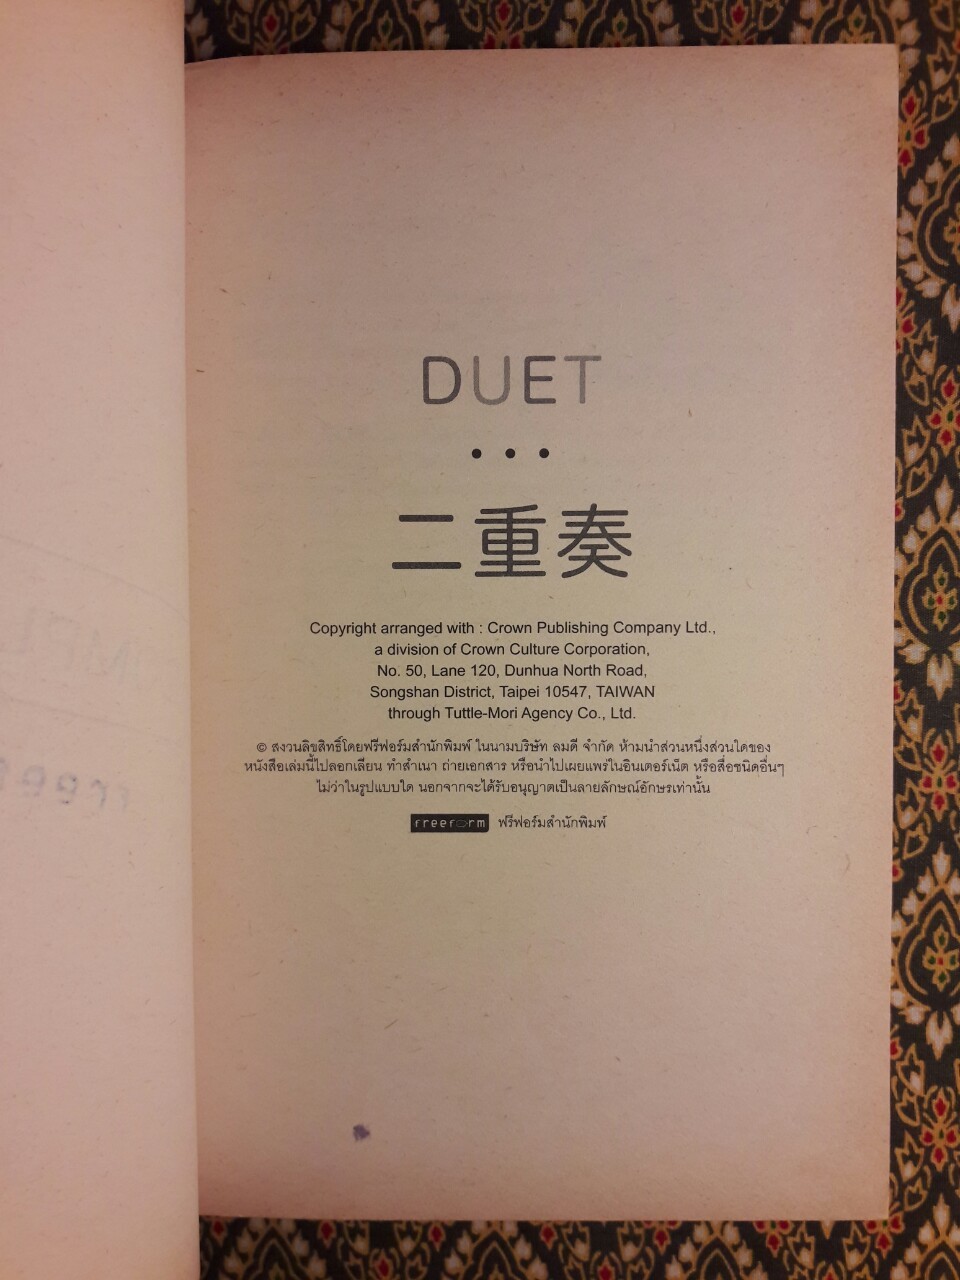 DUET
• • •
二重奏
Copyright arranged with : Crown Publishing Company Ltd.,
a division of Crown Culture Corporation,
No. 50, Lane 120, Dunhua North Road,
Songshan District, Taipei 10547, TAIWAN
through Tuttle-Mori Agency Co., Ltd.
© สงวนลิขสิทธิ์โดยฟรีฟอร์มสำนักพิมพ์ ในนามบริษัท ลมดี จำกัด ห้ามนำส่วนหนึ่งส่วนใดของ
หนังสือเล่มนี้ไปลอกเลียน ทำสำเนา ถ่ายเอกสาร หรือนำไปเผยแพร่ในอินเตอร์เน็ต หรือสื่อชนิดอื่นๆ
ไม่ว่าในรูปแบบใด นอกจากจะได้รับอนุญาตเป็นลายลักษณ์อักษรเท่านั้น
freeform ฟรีฟอร์มสำนักพิมพ์